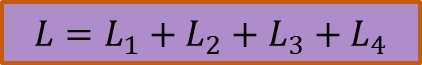 L = L₁ + L₂ + L₃ + L₄